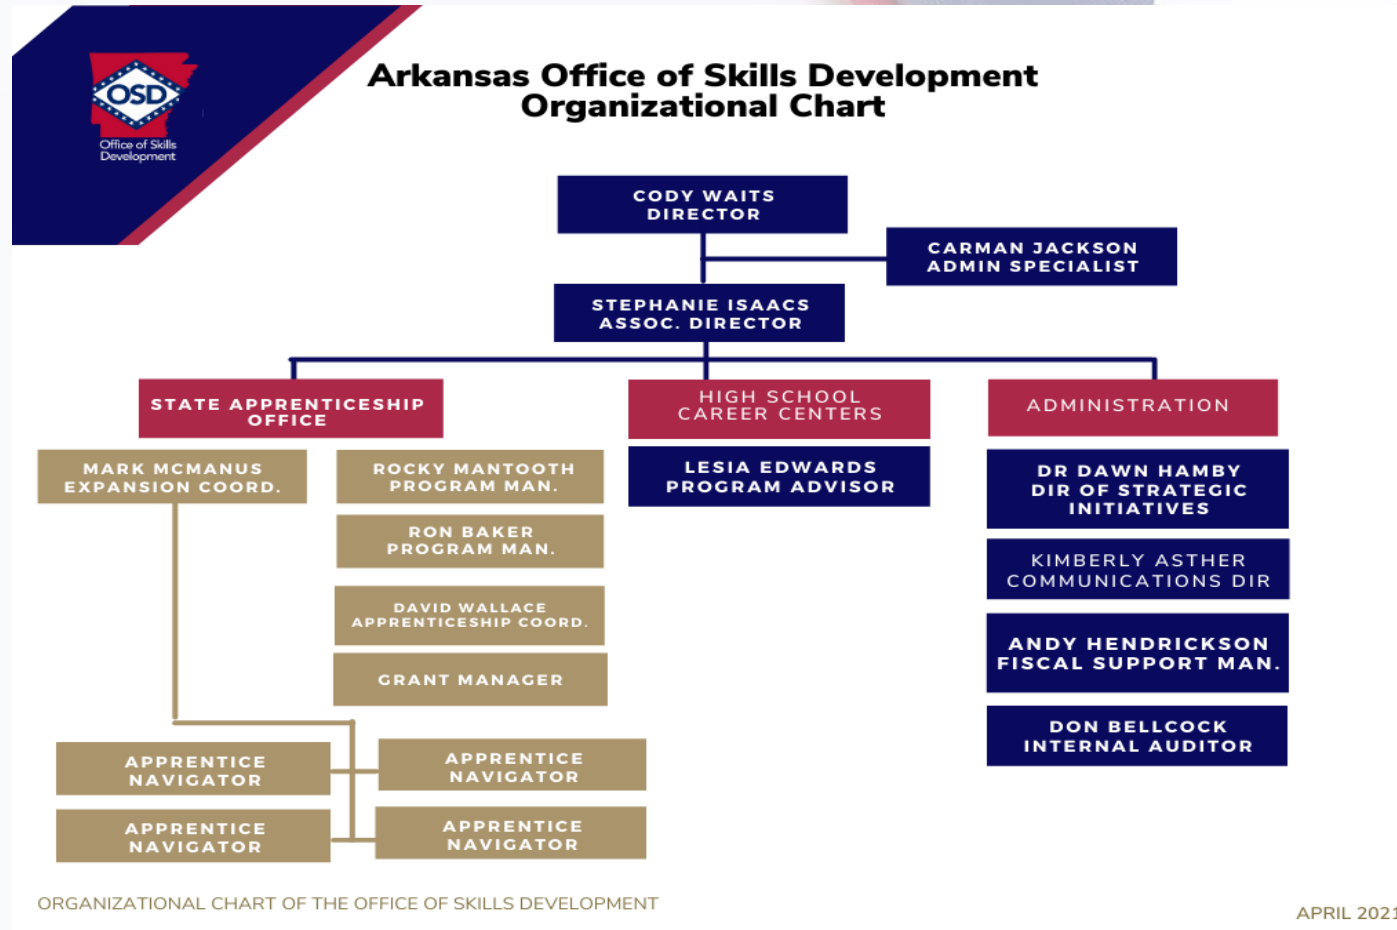 OSD
Office of Skills
Development
Arkansas Office of Skills Development
Organizational Chart
CODY WAITS
DIRECTOR
CARMAN JACKSON
ADMIN SPECIALIST
STEPHANIE ISAACS
ASSOC. DIRECTOR
STATE APPRENTICESHIP
OFFICE
HIGH SCHOOL
CAREER CENTERS
ADMINISTRATION
MARK MCMANUS
EXPANSION COORD.
ROCKY MANTOOTH
PROGRAM MAN.
RON BAKER
PROGRAM MAN.
DAVID WALLACE
APPRENTICESHIP COORD.
GRANT MANAGER
APPRENTICE
NAVIGATOR
APPRENTICE
NAVIGATOR
APPRENTICE
NAVIGATOR
APPRENTICE
NAVIGATOR
LESIA EDWARDS
PROGRAM ADVISOR
DR DAWN HAMBY
DIR OF STRATEGIC
INITIATIVES
KIMBERLY ASTHER
COMMUNICATIONS DIR
ANDY HENDRICKSON
FISCAL SUPPORT MAN.
DON BELLCOCK
INTERNAL AUDITOR
ORGANIZATIONAL CHART OF THE OFFICE OF SKILLS DEVELOPMENT
APRIL 2021